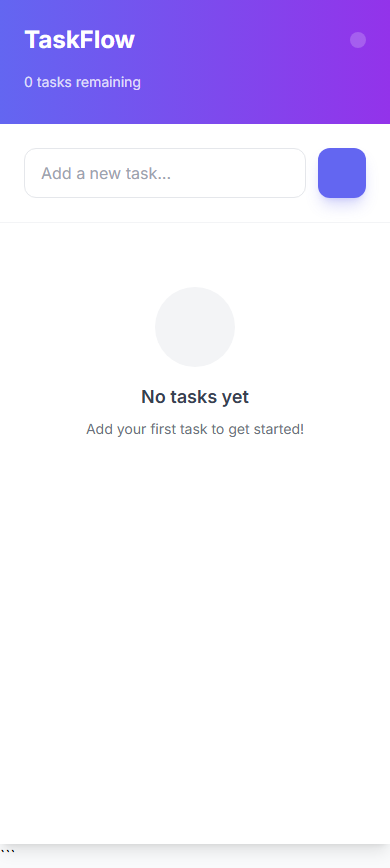 TaskFlow
0 tasks remaining
Add a new task...
No tasks yet
Add your first task to get started!
```